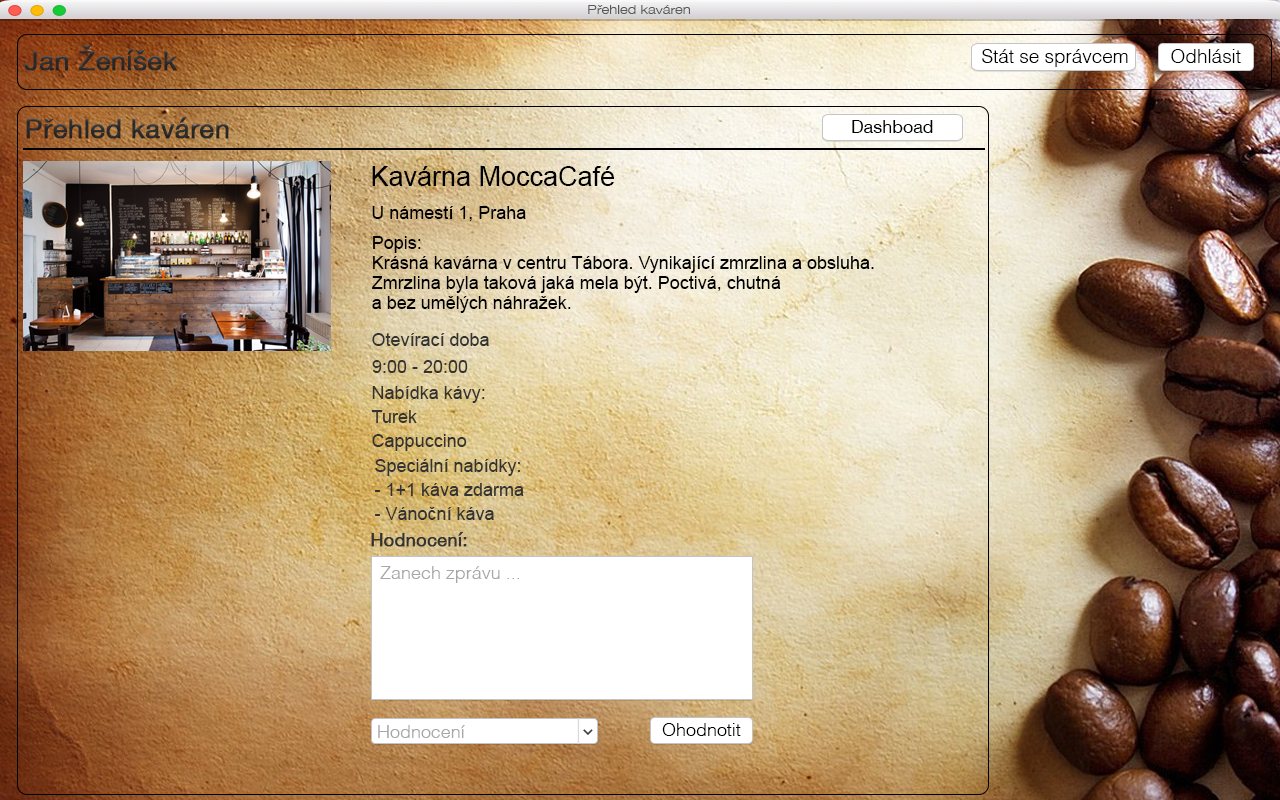 Přehled kaváren
Jan Ženíšek
Stát se správcem
Odhlásit
Přehled kaváren
Dashboad
Kavárna MoccaCafé
U námestí 1, Praha
Popis:
Krásná kavárna v centru Tábora. Vynikající zmrzlina a obsluha.
Zmrzlina byla taková jaká mela být. Poctivá, chutná
a bez umělých náhražek.
Otevírací doba
9:00 - 20:00
Nabídka kávy:
Turek
Cappuccino
Speciální nabídky:
- 1+1 káva zdarma
- Vánoční káva
Hodnocení:
Zanech zprávu ...
Hodnocení
Ohodnotit